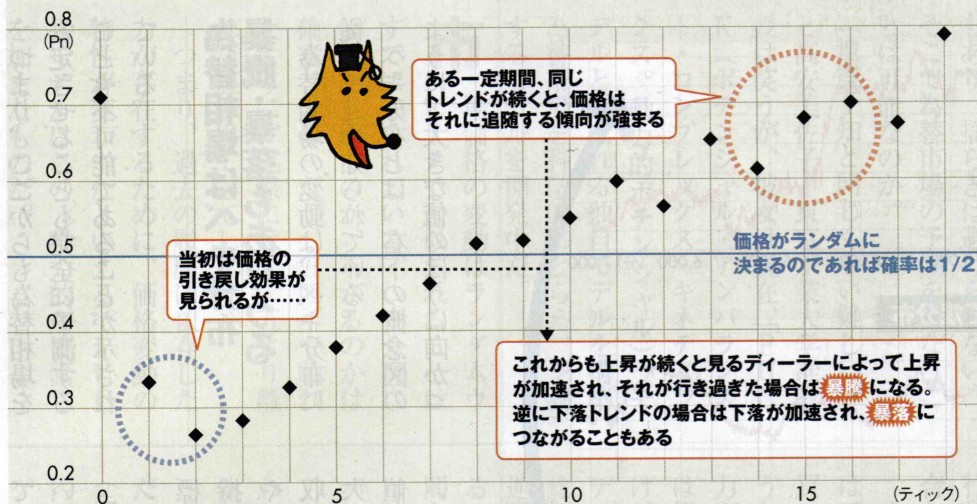 0.8
(Pn)
0.7
0.6
0.5
0.4
0.3
0.2
ある一定期間、同じ
トレンドが続くと、価格は
それに追随する傾向が強まる
価格がランダムに
決まるのであれば確率は1/2
当初は価格の
引き戻し効果が
見られるが……
これからも上昇が続くと見るディーラーによって上昇
が加速され、それが行き過ぎた場合は暴騰になる。
逆に下落トレンドの場合は下落が加速され、暴落に
つながることもある
0
5
10
15
(ティック)